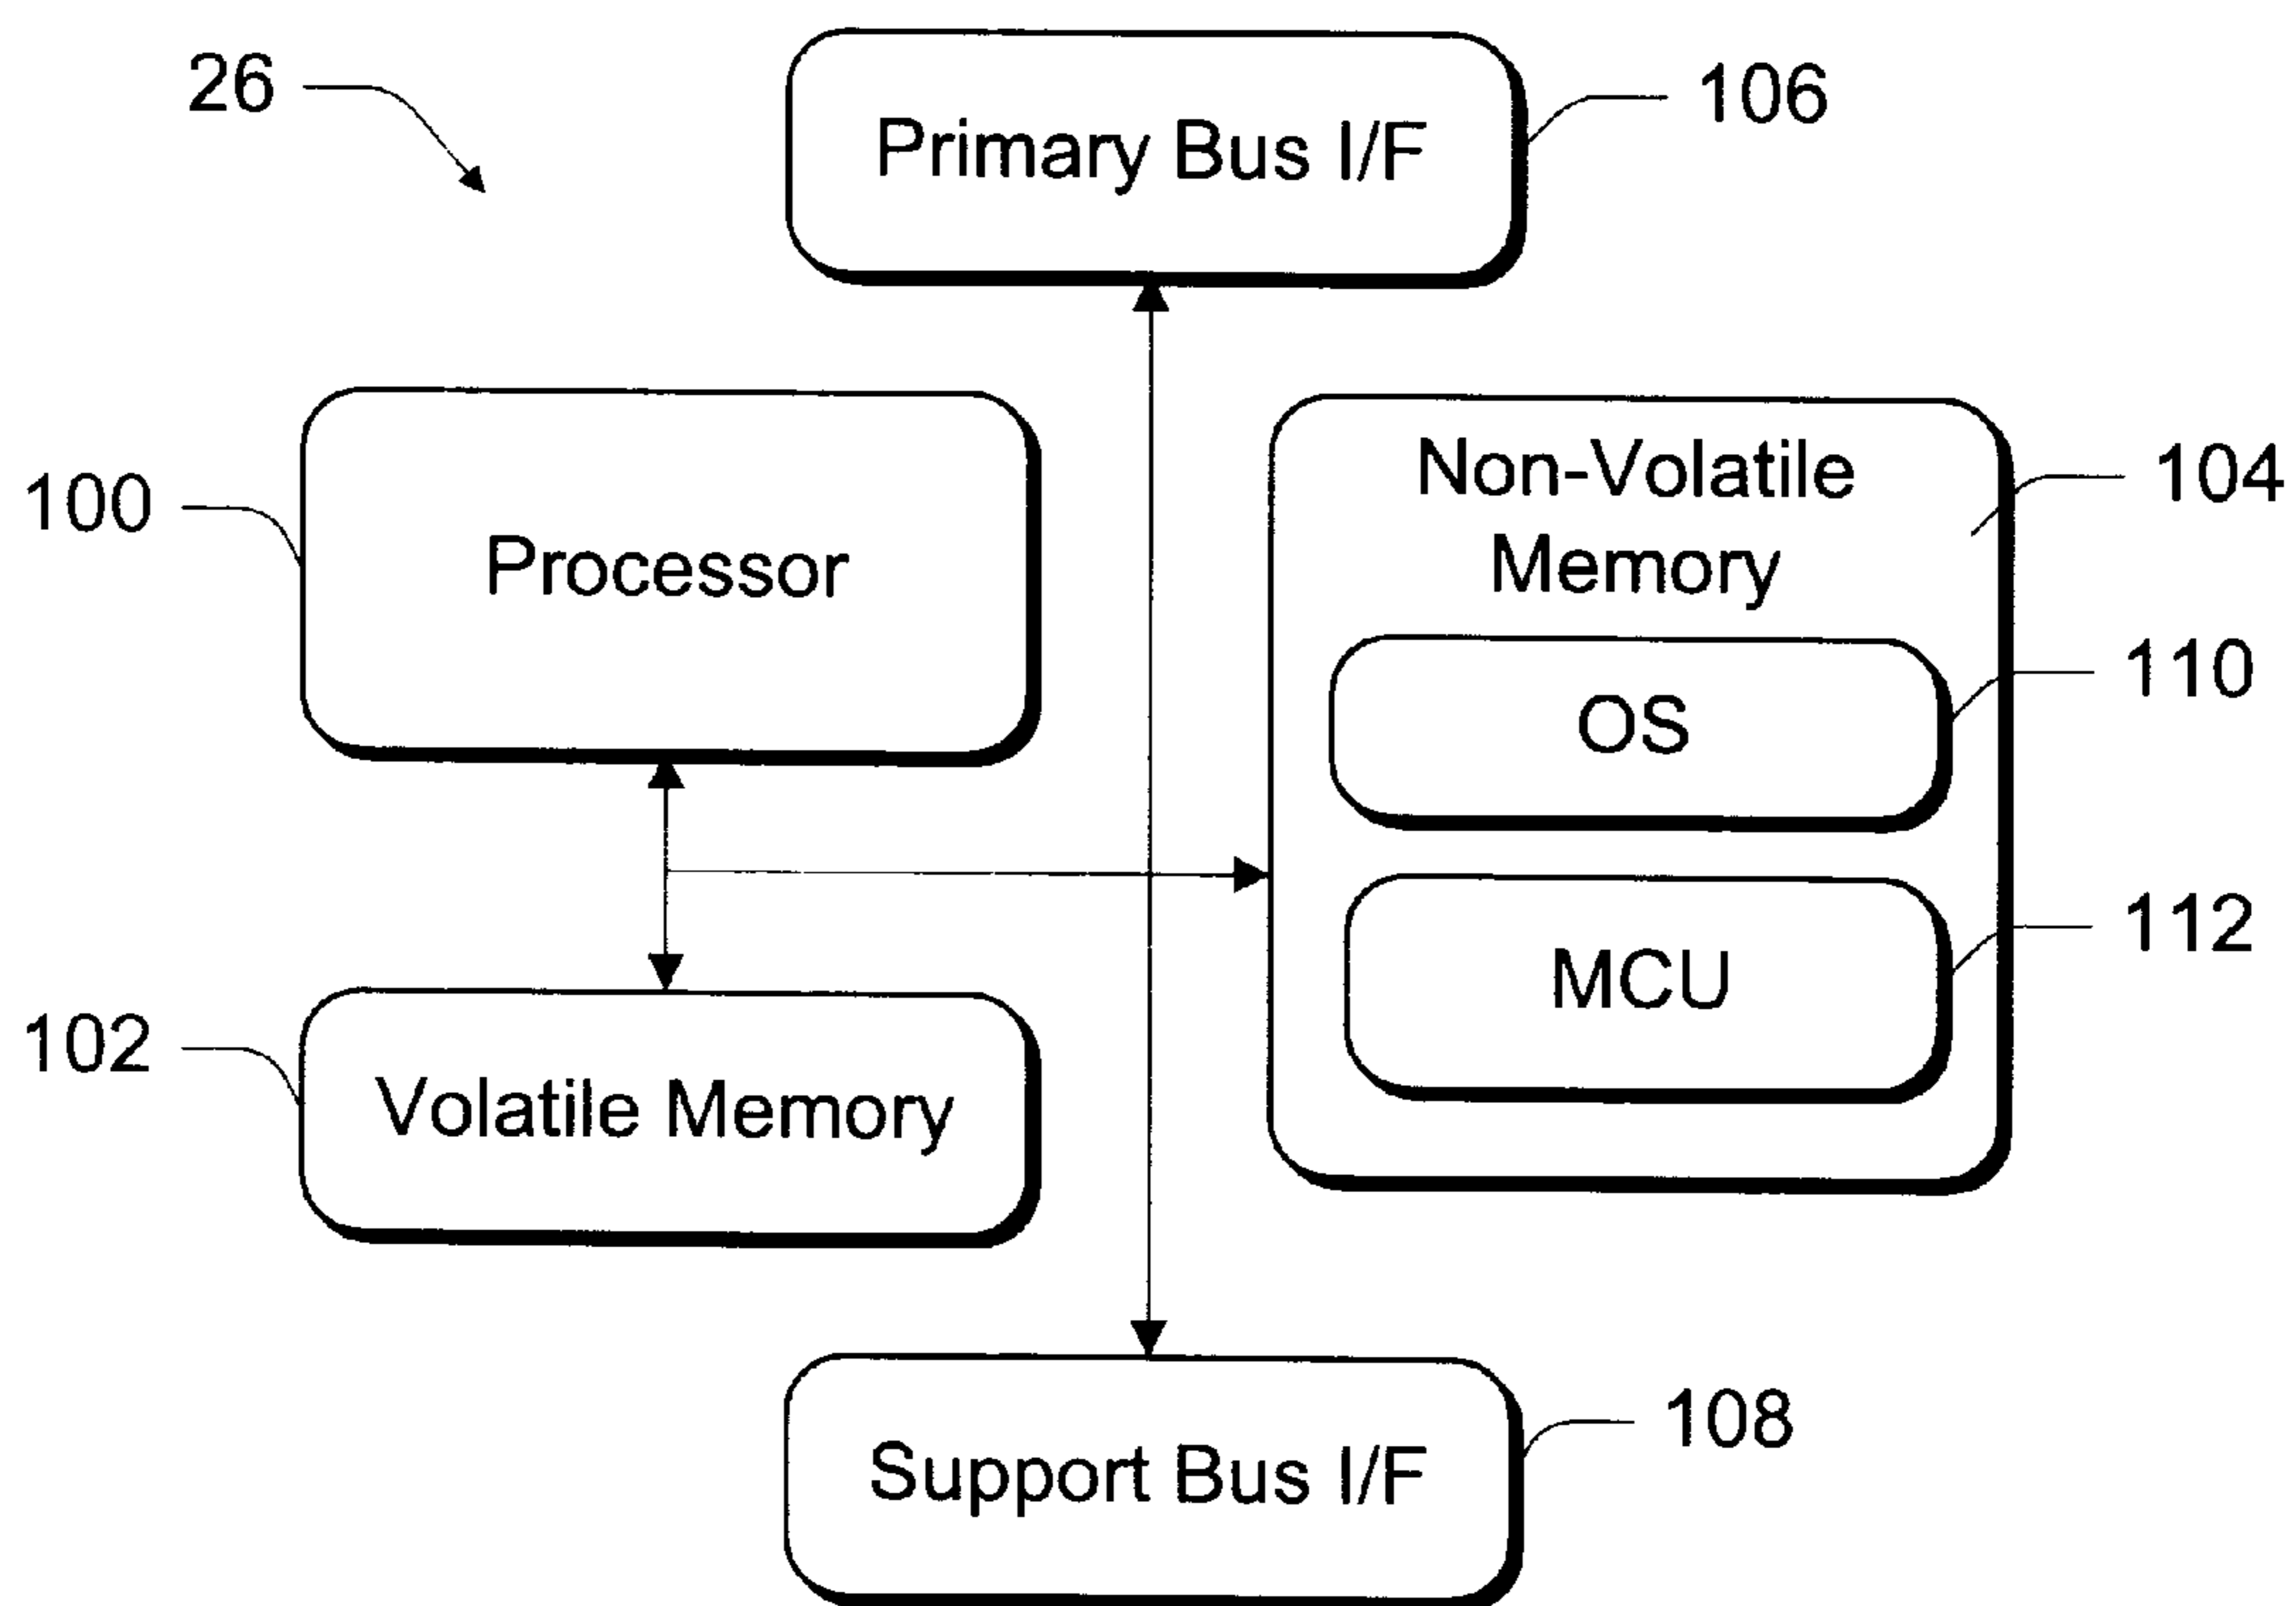 26
Primary Bus I/F
106
100
Processor
Non-Volatile
Memory
104
OS
110
MCU
112
102
Volatile Memory
Support Bus I/F
108